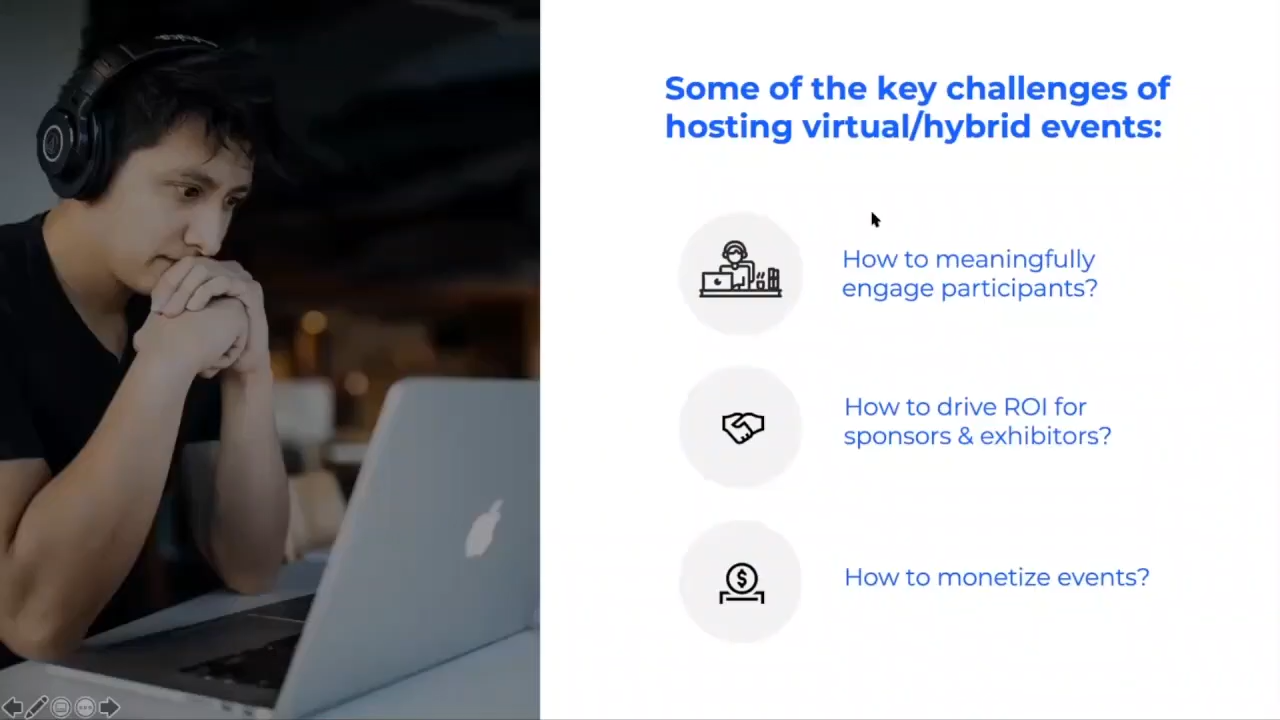 Some of the key challenges of
hosting virtual/hybrid events:
How to meaningfully
engage participants?
How to drive ROI for
sponsors & exhibitors?
How to monetize events?